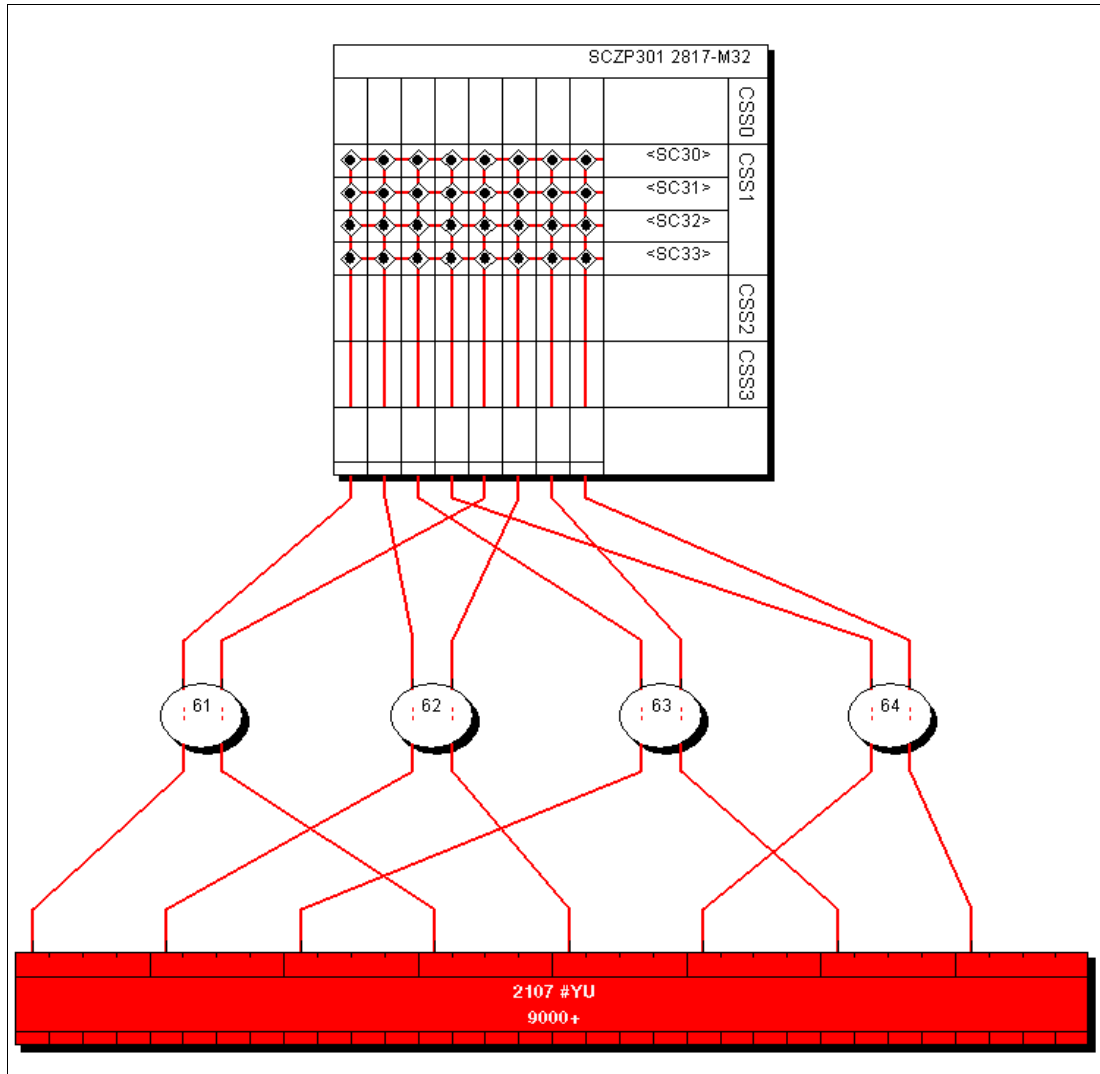 SCZP301 2817-M32
CSS0
<SC30>
CSS1
<SC31>
<SC32>
<SC33>
CSS2
CSS3
61
62
63
64
2107 #YU
9000+